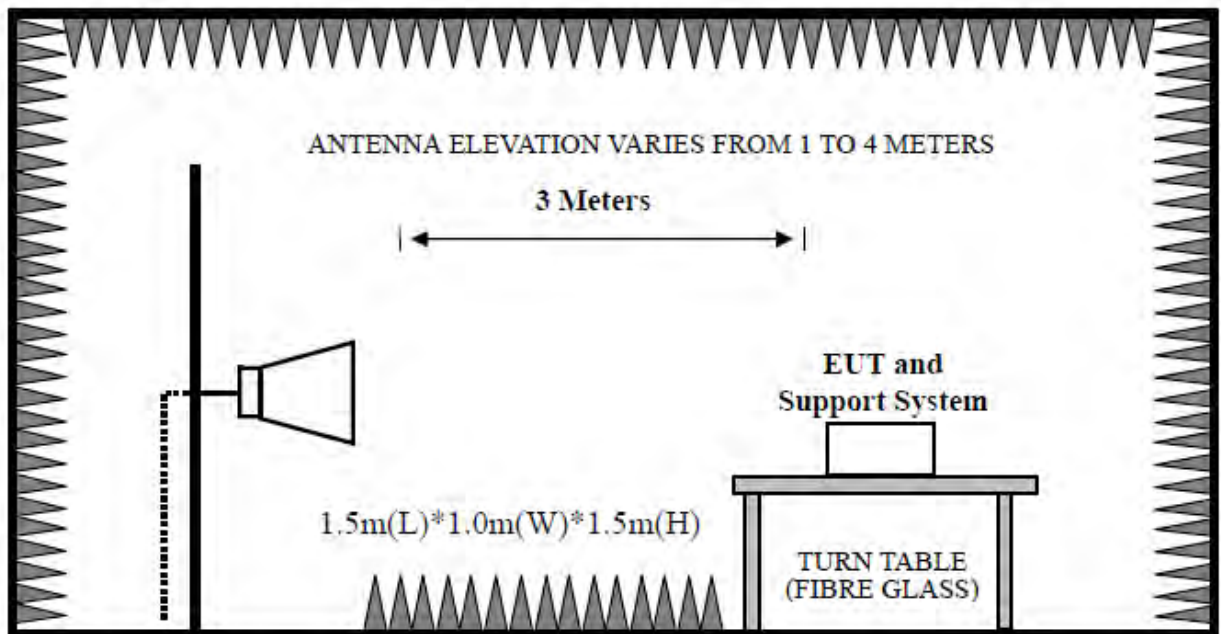 ANTENNA ELEVATION VARIES FROM 1 TO 4 METERS
3 Meters
EUT and
Support System
1.5m(L)*1.0m(W)*1.5m(H)
TURN TABLE
(FIBRE GLASS)